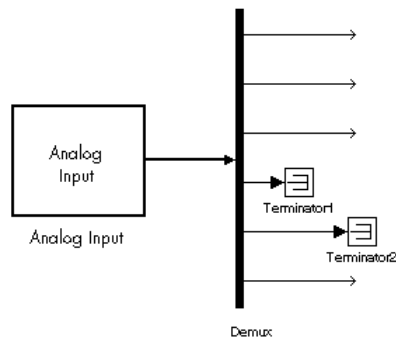 Analog
Input
Analog Input
Terminator1
Terminator2
Demux